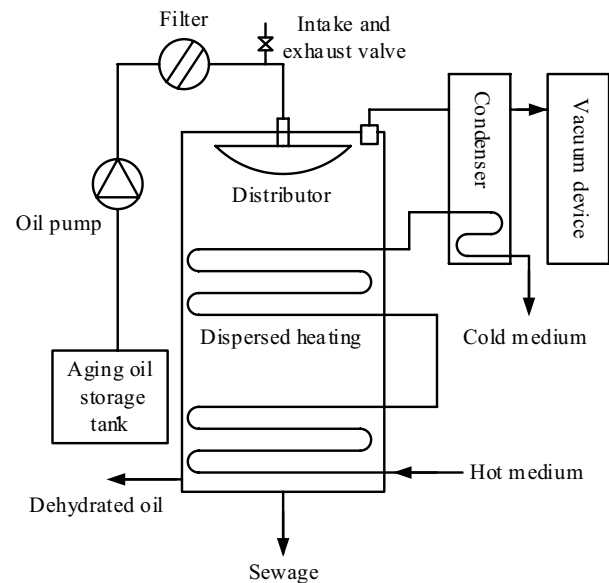 Filter
Intake and
exhaust valve
Condenser
Vacuum device
Distributor
Oil pump
Cold medium
Dispersed heating
Aging oil
storage
tank
Hot medium
Dehydrated oil
Sewage